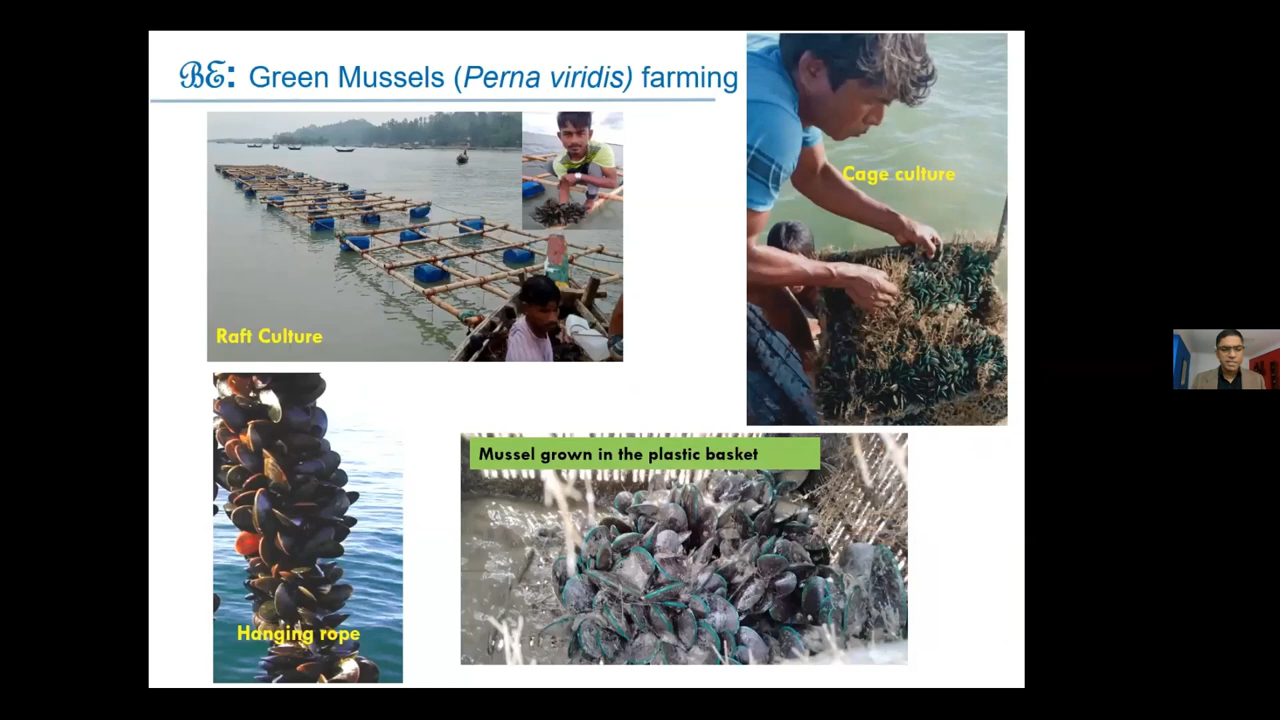 ℬℰ: Green Mussels (Perna viridis) farming
Cage culture
Raft Culture
Mussel grown in the plastic basket
Hanging rope